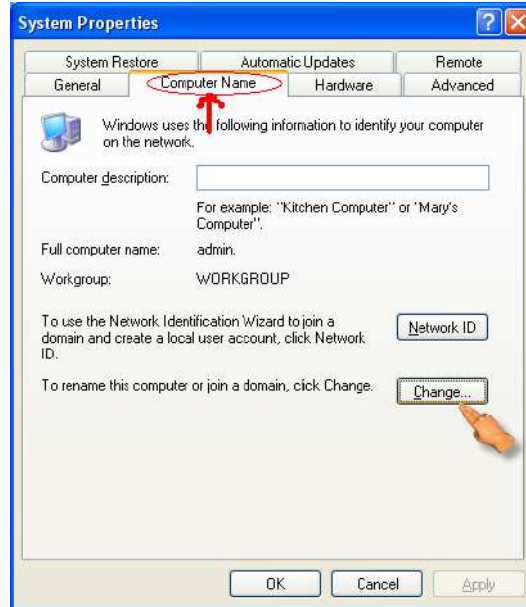 System Properties
System Restore Automatic Updates Remote
General Computer Name Hardware Advanced
Windows uses the following information to identify your computer
on the network.
Computer description:
For example: "Kitchen Computer" or "Mary's
Computer".
Full computer name: admin.
Workgroup: WORKGROUP
To use the Network Identification Wizard to join a
domain and create a local user account, click Network
ID.
Network ID
To rename this computer or join a domain, click Change.
Change...
OK Cancel Apply